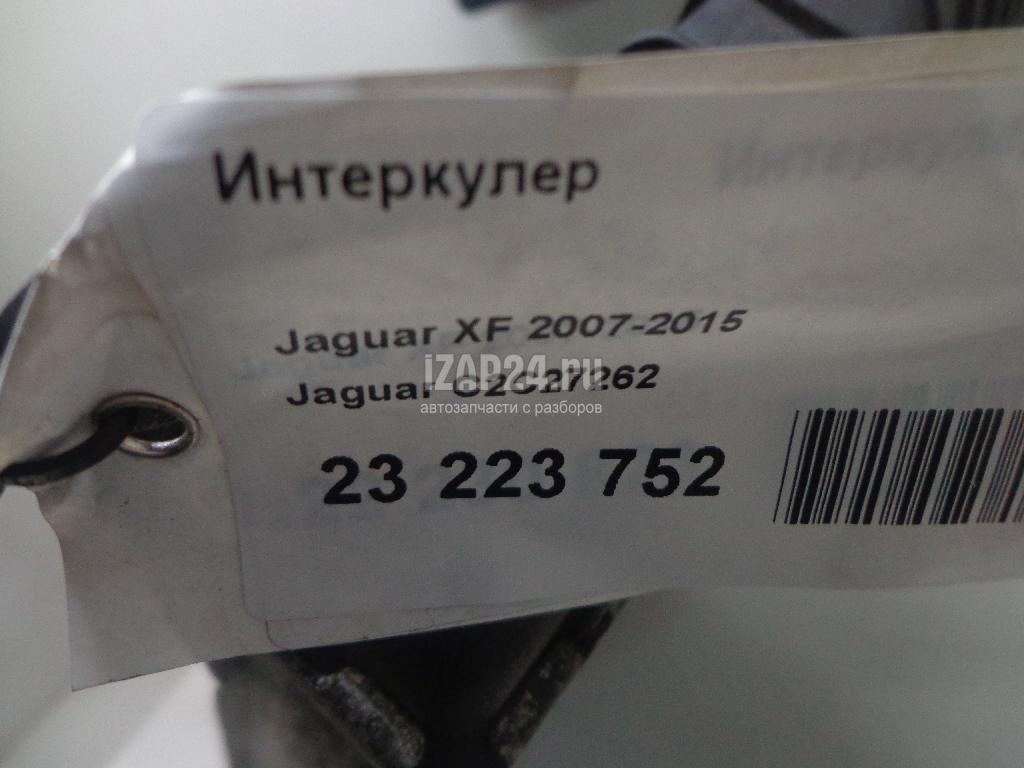 Интеркулер
Jaguar XF 2007-2015
iZAP24.ru
Jaguar C2C27262
автозапчасти с разборов
23 223 752